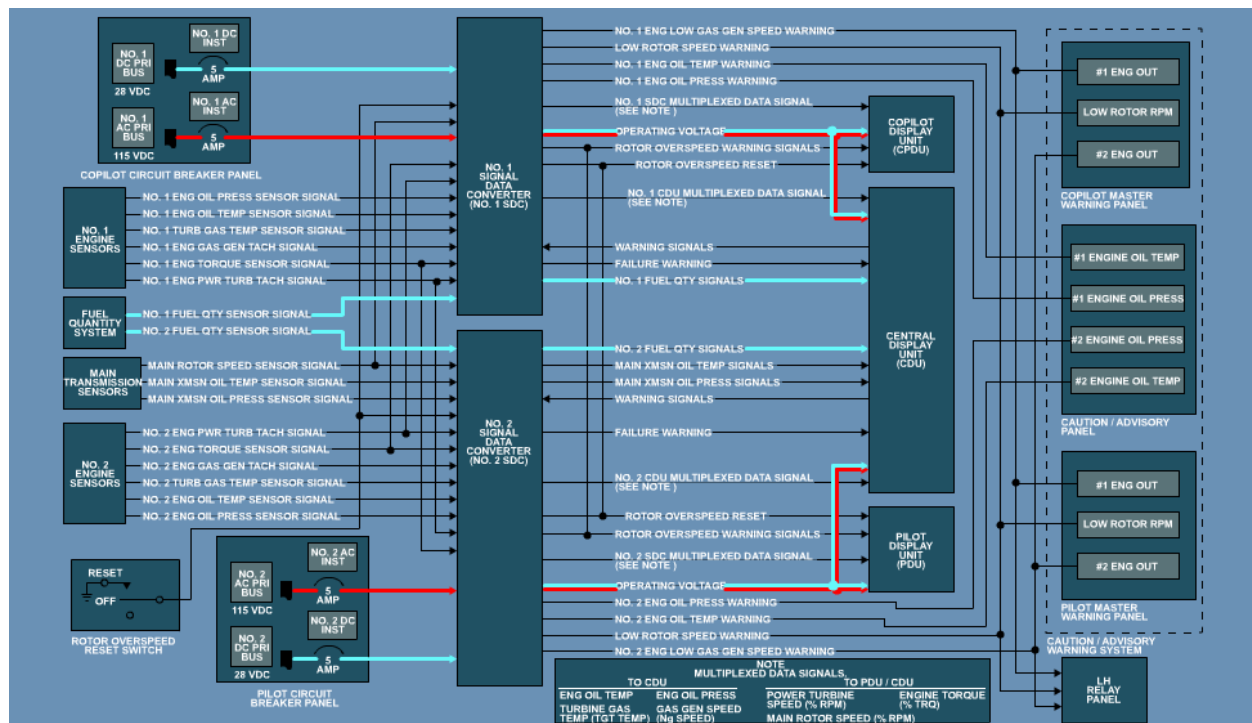 NO. 1 DC
INST
NO. 1
DC PRI
BUS
5
AMP
28 VDC
NO. 1 AC
INST
NO. 1
AC PRI
BUS
5
AMP
115 VDC
COPILOT CIRCUIT BREAKER PANEL
NO. 1
ENGINE
SENSORS
NO. 1 ENG OIL PRESS SENSOR SIGNAL
NO. 1 ENG OIL TEMP SENSOR SIGNAL
NO. 1 TURB GAS TEMP SENSOR SIGNAL
NO. 1 ENG GAS GEN TACH SIGNAL
NO. 1 ENG TORQUE SENSOR SIGNAL
NO. 1 ENG PWR TURB TACH SIGNAL
FUEL
QUANTITY
SYSTEM
NO. 1 FUEL QTY SENSOR SIGNAL
NO. 2 FUEL QTY SENSOR SIGNAL
MAIN
TRANSMISSION
SENSORS
MAIN ROTOR SPEED SENSOR SIGNAL
MAIN XMSN OIL TEMP SENSOR SIGNAL
MAIN XMSN OIL PRESS SENSOR SIGNAL
NO. 2
ENGINE
SENSORS
NO. 2 ENG PWR TURB TACH SIGNAL
NO. 2 ENG TORQUE SENSOR SIGNAL
NO. 2 ENG GAS GEN TACH SIGNAL
NO. 2 TURB GAS TEMP SENSOR SIGNAL
NO. 2 ENG OIL TEMP SENSOR SIGNAL
NO. 2 ENG OIL PRESS SENSOR SIGNAL
RESET
OFF
ROTOR OVERSPEED
RESET SWITCH
NO. 2 AC
INST
NO. 2
AC PRI
BUS
5
AMP
115 VDC
NO. 2 DC
INST
NO. 2
DC PRI
BUS
5
AMP
28 VDC
PILOT CIRCUIT
BREAKER PANEL
NO. 1
SIGNAL
DATA
CONVERTER
(NO. 1 SDC)
NO. 2
SIGNAL
DATA
CONVERTER
(NO. 2 SDC)
NO. 1 ENG LOW GAS GEN SPEED WARNING
LOW ROTOR SPEED WARNING
NO. 1 ENG OIL TEMP WARNING
NO. 1 ENG OIL PRESS WARNING
NO. 1 SDC MULTIPLEXED DATA SIGNAL
(SEE NOTE)
OPERATING VOLTAGE
ROTOR OVERSPEED WARNING SIGNALS
ROTOR OVERSPEED RESET
NO. 1 CDU MULTIPLEXED DATA SIGNAL
(SEE NOTE)
WARNING SIGNALS
FAILURE WARNING
NO. 1 FUEL QTY SIGNALS
NO. 2 FUEL QTY SIGNALS
MAIN XMSN OIL TEMP SIGNALS
MAIN XMSN OIL PRESS SIGNALS
WARNING SIGNALS
FAILURE WARNING
NO. 2 CDU MULTIPLEXED DATA SIGNAL
(SEE NOTE )
ROTOR OVERSPEED RESET
ROTOR OVERSPEED WARNING SIGNALS
NO. 2 SDC MULTIPLEXED DATA SIGNAL
(SEE NOTE )
OPERATING VOLTAGE
NO. 2 ENG OIL PRESS WARNING
NO. 2 ENG OIL TEMP WARNING
LOW ROTOR SPEED WARNING
NO. 2 ENG LOW GAS GEN SPEED WARNING
COPILOT
DISPLAY
UNIT
(CPDU)
CENTRAL
DISPLAY
UNIT
(CDU)
PILOT
DISPLAY
UNIT
(PDU)
#1 ENG OUT
LOW ROTOR RPM
#2 ENG OUT
COPILOT MASTER
WARNING PANEL
#1 ENGINE OIL TEMP
#1 ENGINE OIL PRESS
#2 ENGINE OIL PRESS
#2 ENGINE OIL TEMP
CAUTION / ADVISORY
PANEL
#1 ENG OUT
LOW ROTOR RPM
#2 ENG OUT
PILOT MASTER
WARNING PANEL
CAUTION / ADVISORY
WARNING SYSTEM
LH
RELAY
PANEL
NOTE
MULTIPLEXED DATA SIGNALS,
TO CDU TO PDU / CDU
ENG OIL TEMP ENG OIL PRESS POWER TURBINE ENGINE TORQUE
SPEED (% RPM) (% TRQ)
TURBINE GAS GAS GEN SPEED
TEMP (TGT TEMP) (Ng SPEED) MAIN ROTOR SPEED (% RPM)